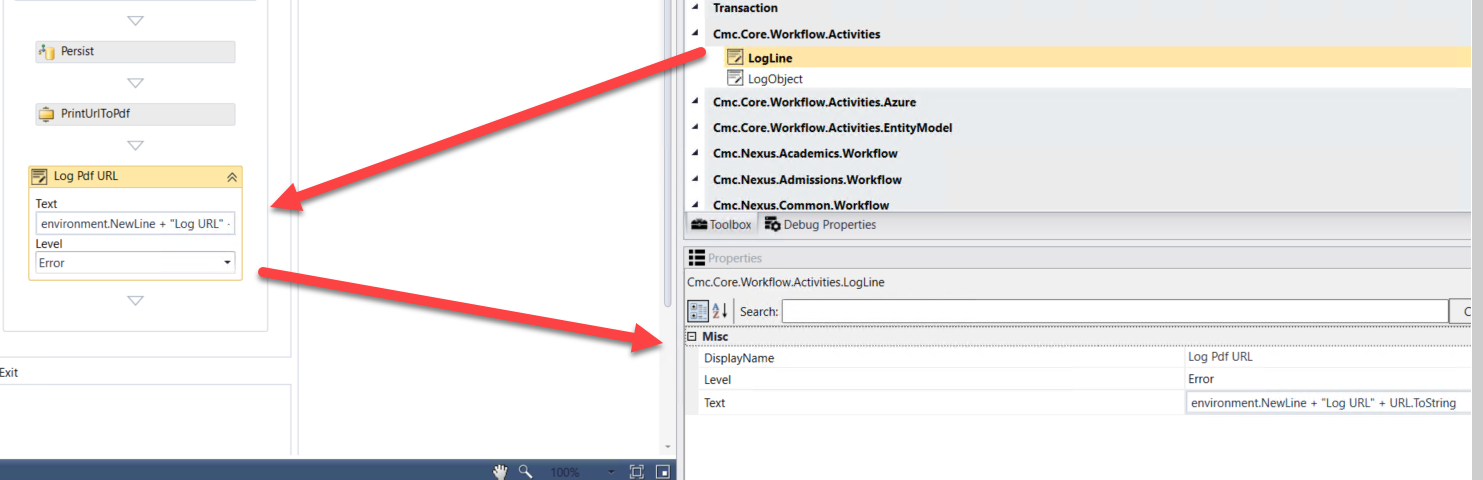 Persist
PrintUrlToPdf
Log Pdf URL
Text
environment.NewLine + "Log URL" -
Level
Error
Exit
100%
Transaction
Cmc.Core.Workflow.Activities
LogLine
LogObject
Cmc.Core.Workflow.Activities.Azure
Cmc.Core.Workflow.Activities.EntityModel
Cmc.Nexus.Academics.Workflow
Cmc.Nexus.Admissions.Workflow
Cmc.Nexus.Common.Workflow
Toolbox Debug Properties
Properties
Cmc.Core.Workflow.Activities.LogLine
Search: C
Misc
DisplayName Log Pdf URL
Level Error
Text environment.NewLine + "Log URL" + URL.ToString